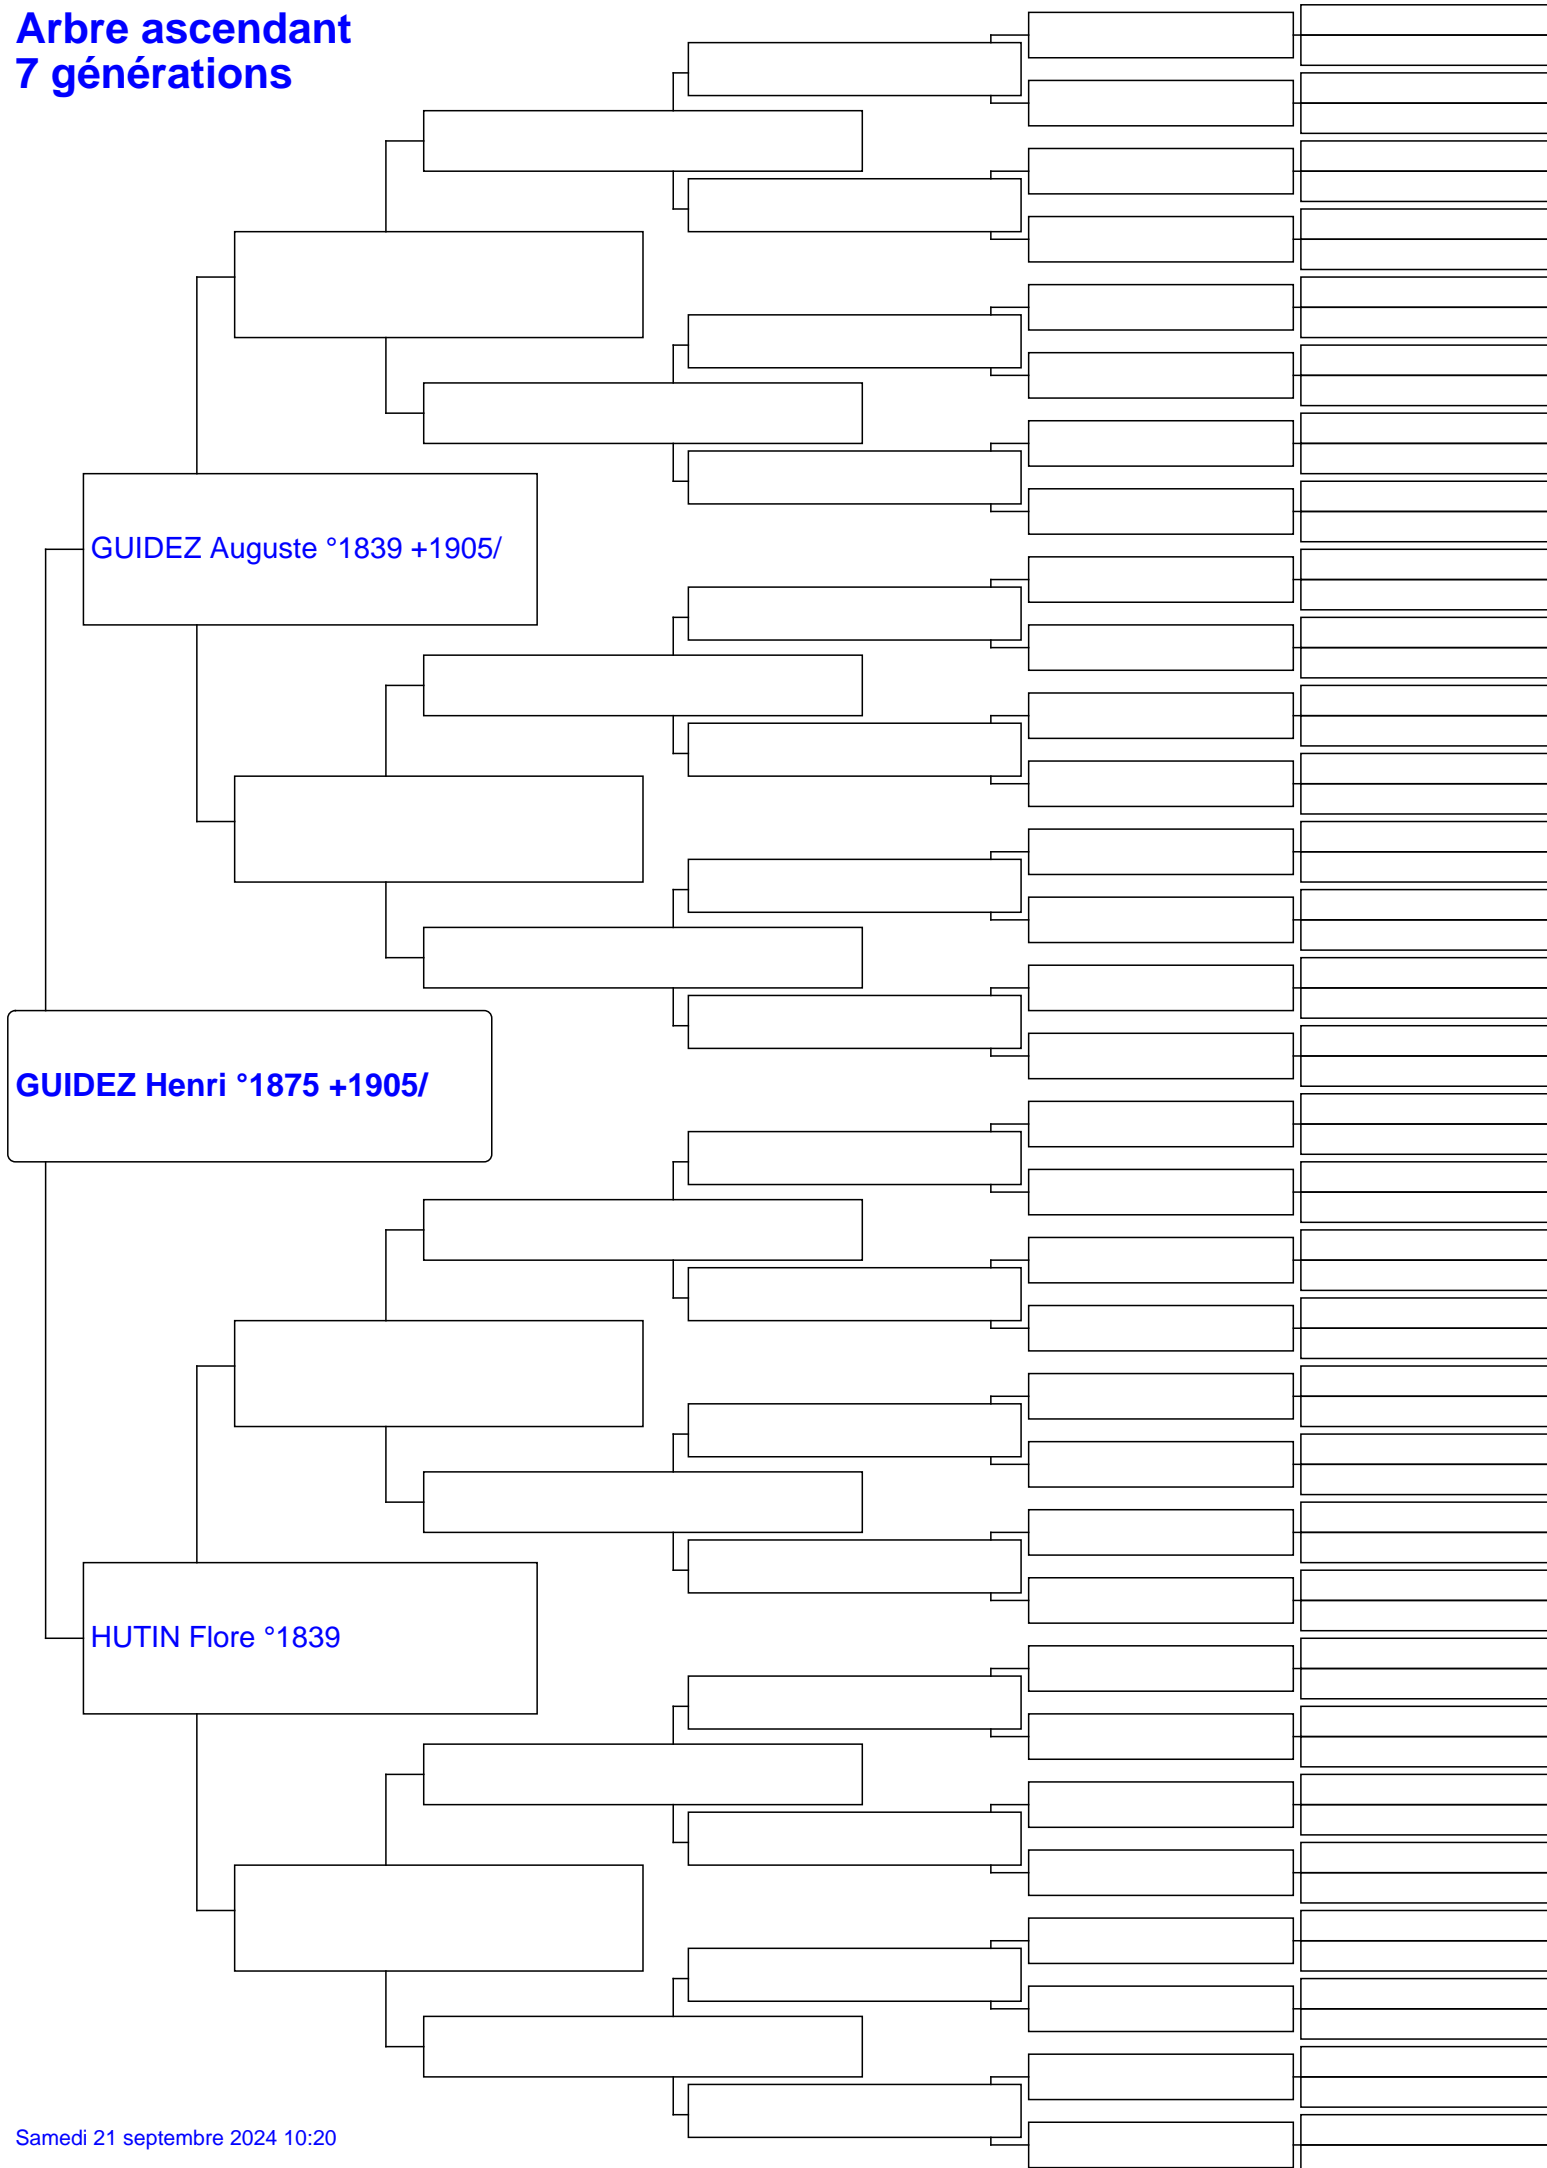 Arbre ascendant
7 générations
GUIDEZ Auguste °1839 +1905/
GUIDEZ Henri °1875 +1905/
HUTIN Flore °1839
Samedi 21 septembre 2024 10:20